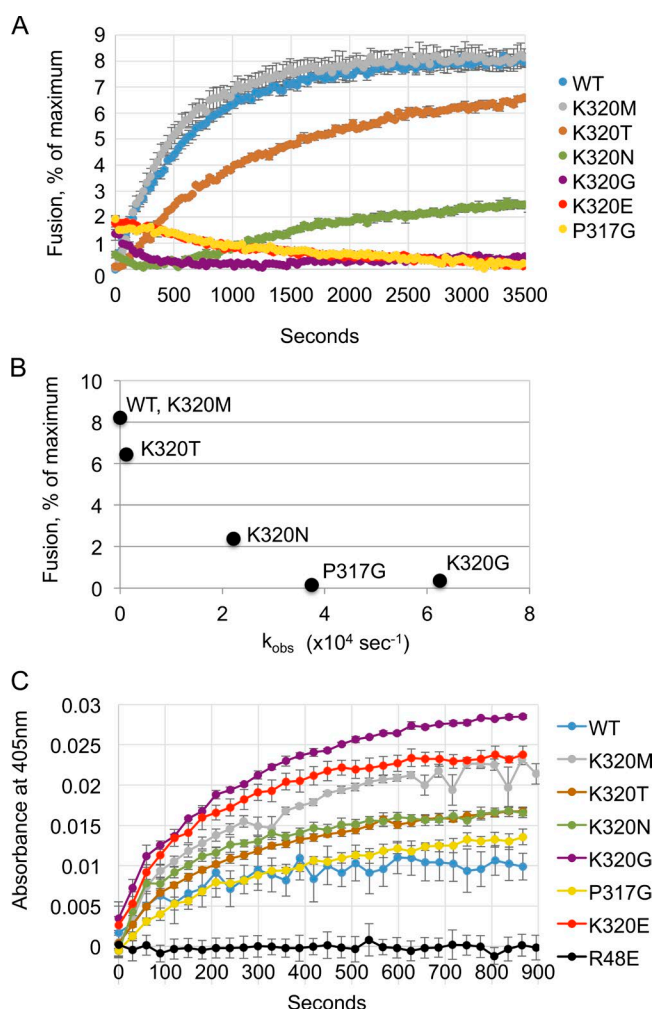 A
Fusion, % of maximum
9
8
7
6
5
4
3
2
1
0
0 500 1000 1500 2000 2500 3000 3500
Seconds
WT
K320M
K320T
K320N
K320G
K320E
P317G
B
Fusion, % of maximum
10
8
6
4
2
0
WT, K320M
K320T
K320N
P317G
K320G
0 2 4 6 8
kobs (x10⁴ sec⁻¹)
C
Absorbance at 405nm
0.03
0.025
0.02
0.015
0.01
0.005
0
0 100 200 300 400 500 600 700 800 900
Seconds
WT
K320M
K320T
K320N
K320G
P317G
K320E
R48E